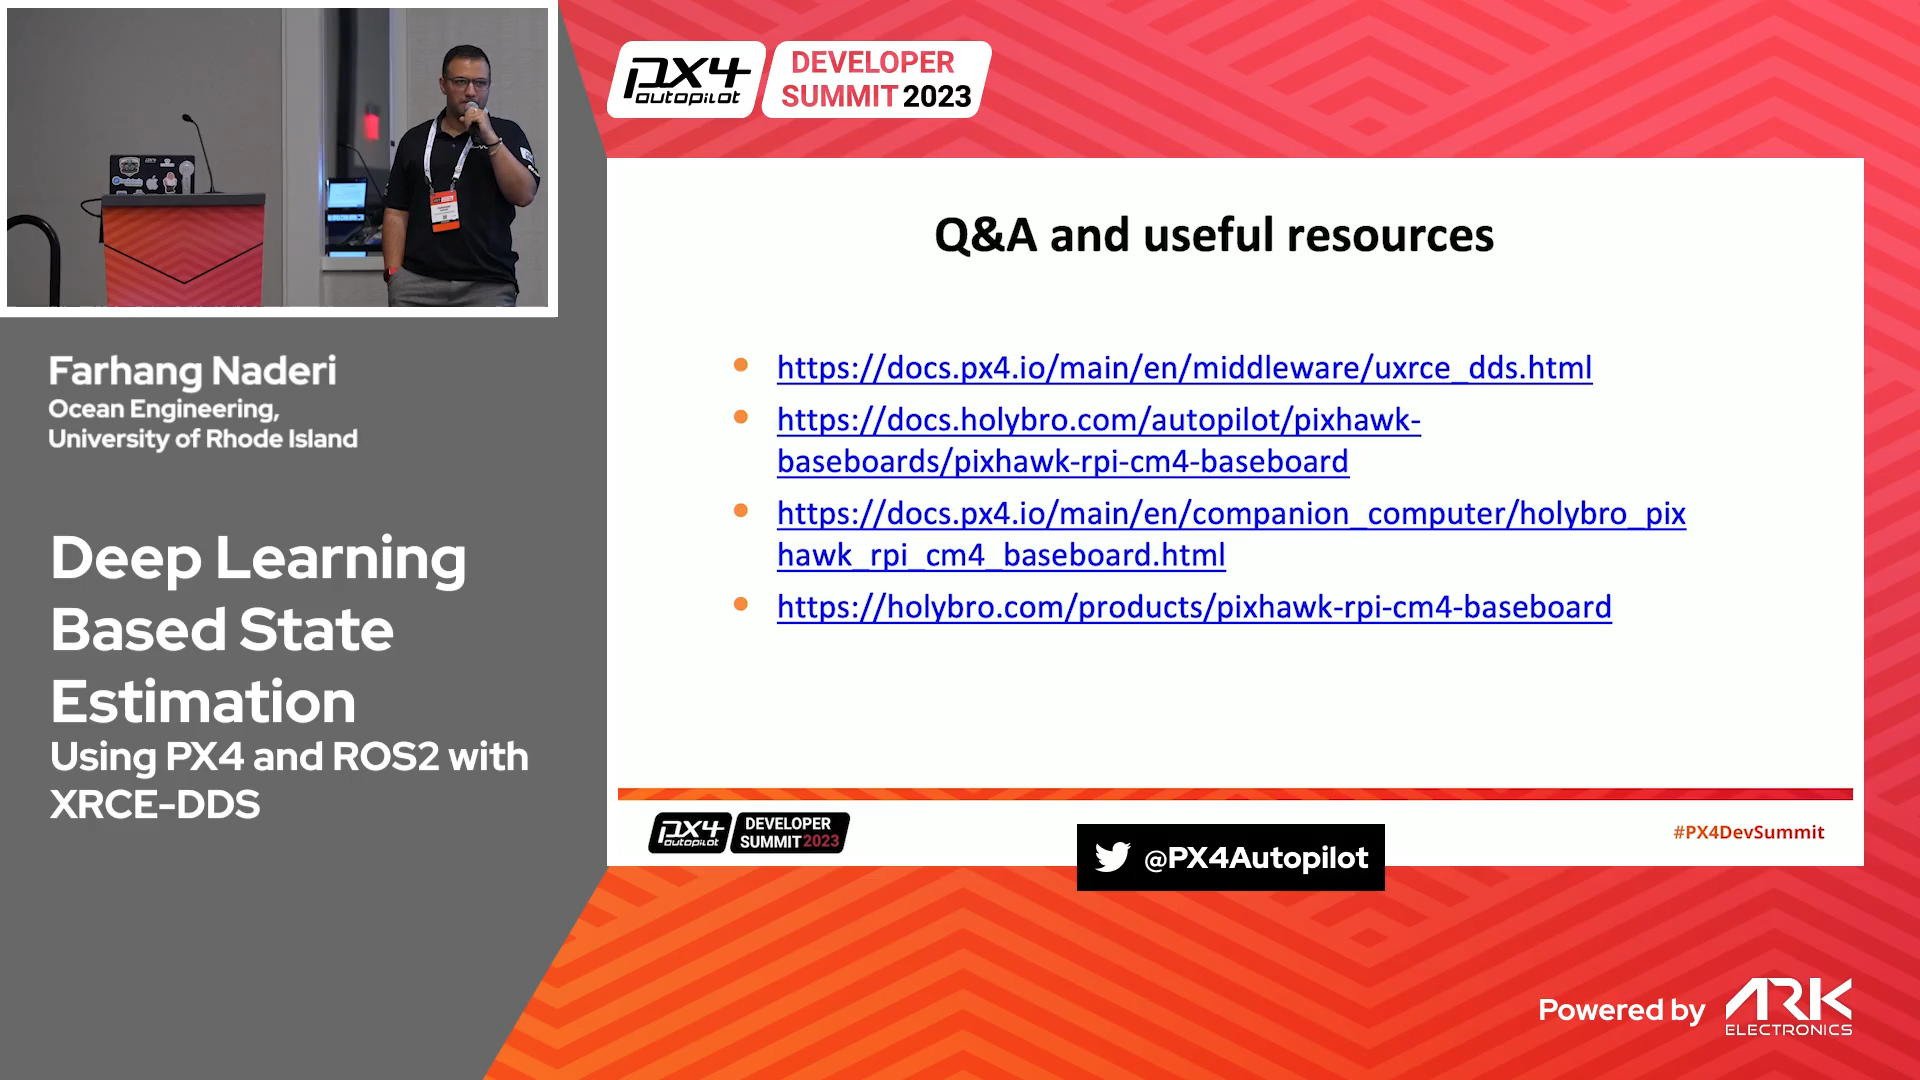 PX4
autopilot
DEVELOPER
SUMMIT 2023
Farhang Naderi
Ocean Engineering,
University of Rhode Island
Deep Learning
Based State
Estimation
Using PX4 and ROS2 with
XRCE-DDS
Q&A and useful resources
https://docs.px4.io/main/en/middleware/uxrce_dds.html
https://docs.holybro.com/autopilot/pixhawk-
baseboards/pixhawk-rpi-cm4-baseboard
https://docs.px4.io/main/en/companion_computer/holybro_pix
hawk_rpi_cm4_baseboard.html
https://holybro.com/products/pixhawk-rpi-cm4-baseboard
PX4
autopilot
DEVELOPER
SUMMIT 2023
#PX4DevSummit
@PX4Autopilot
Powered by
ARK
ELECTRONICS